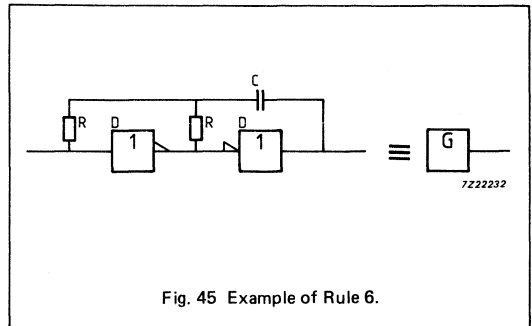 C
R D 1 R D 1 ≡ G
7Z22232
Fig. 45 Example of Rule 6.